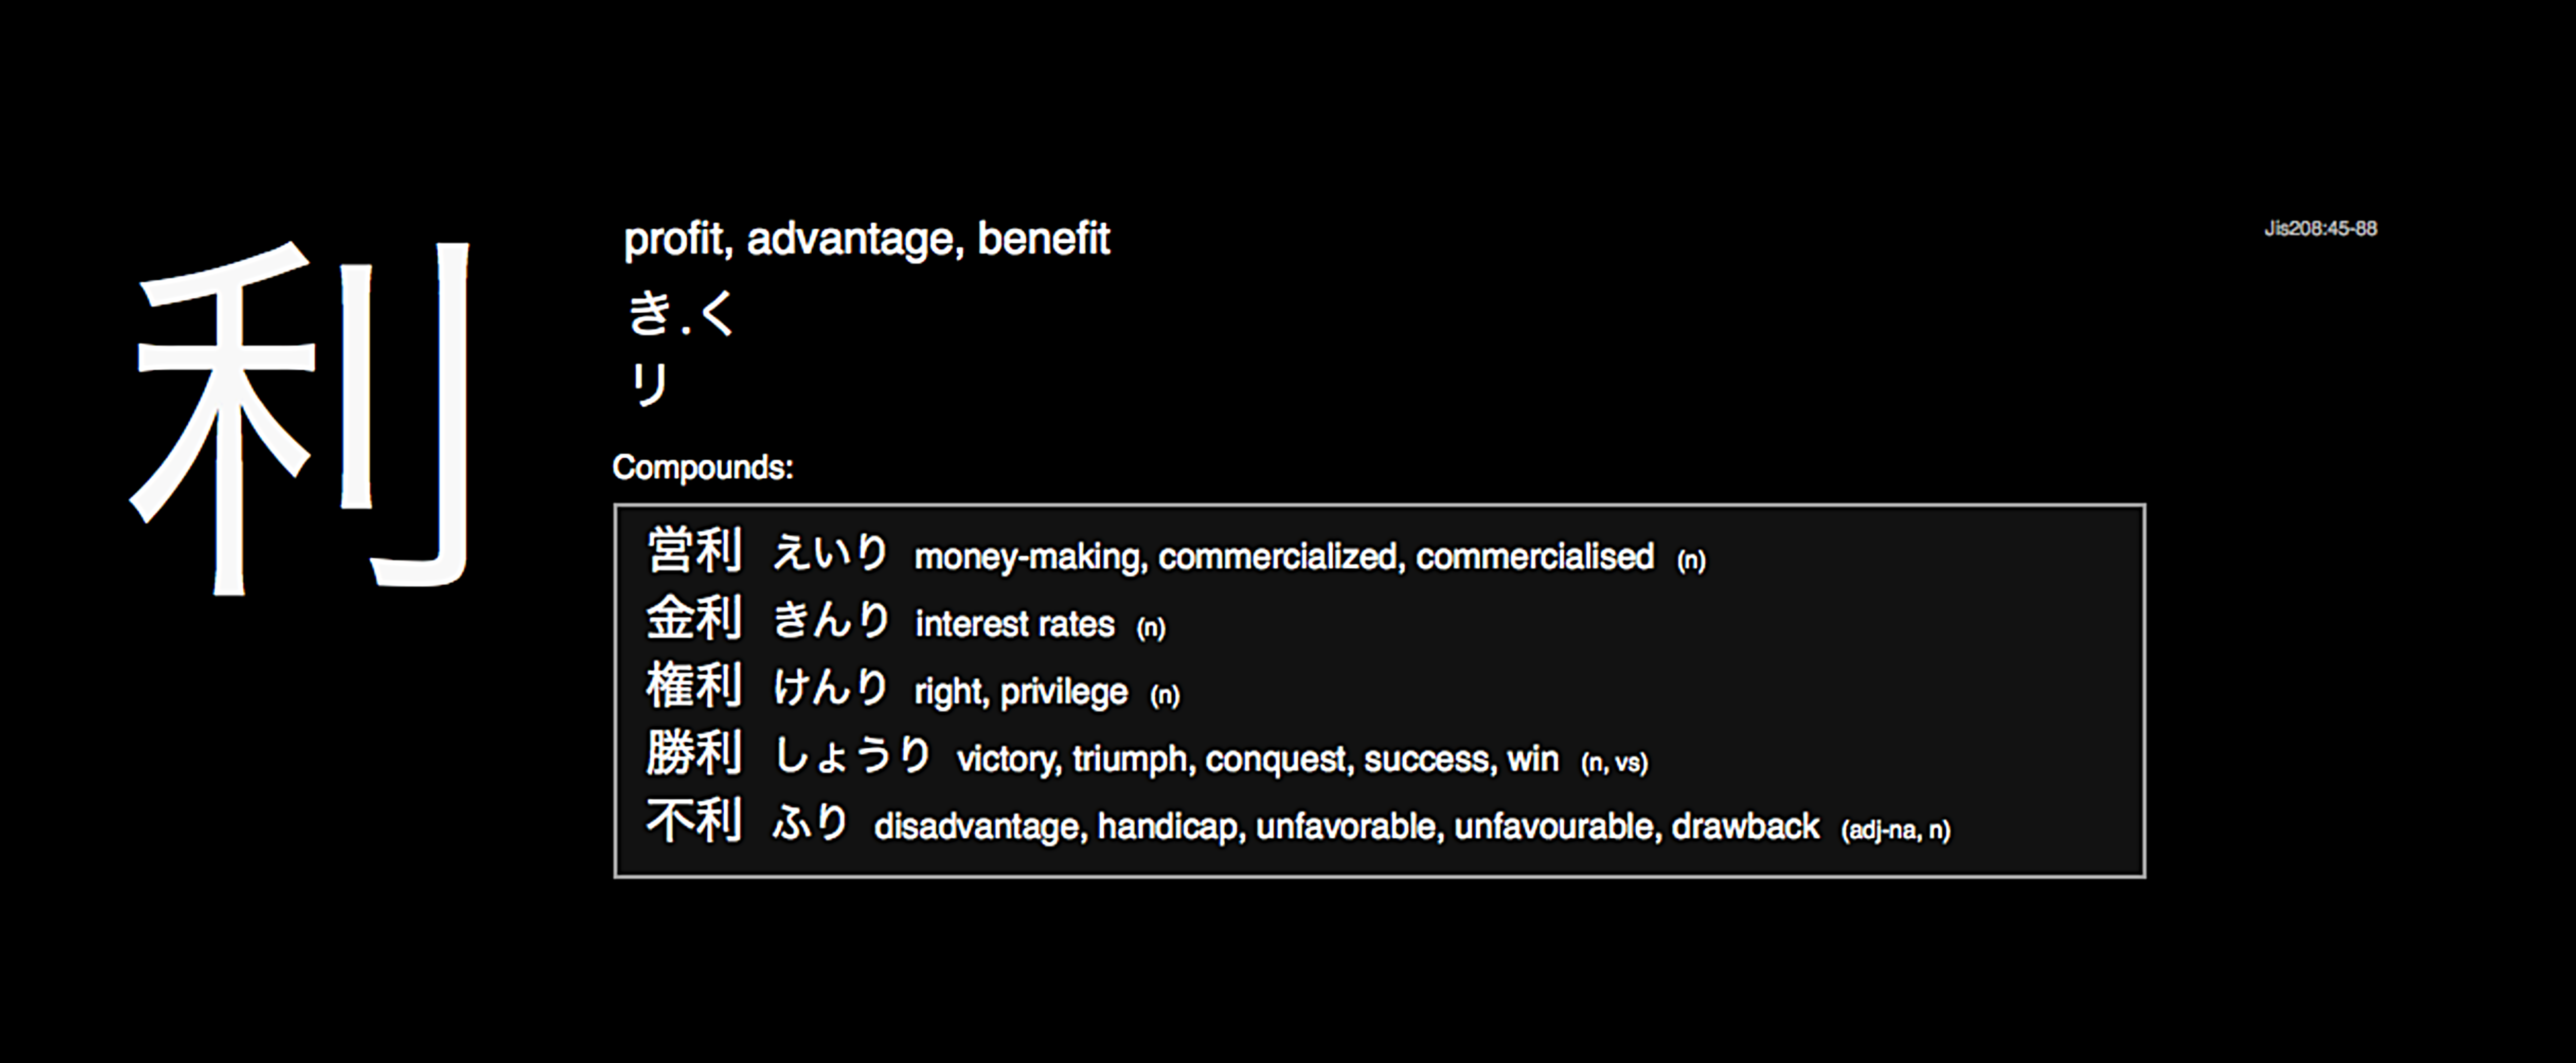 利
profit, advantage, benefit
Jis208:45-88
き.く
リ
Compounds:
営利 えいり money-making, commercialized, commercialised (n)
金利 きんり interest rates (n)
権利 けんり right, privilege (n)
勝利 しょうり victory, triumph, conquest, success, win (n, vs)
不利 ふり disadvantage, handicap, unfavorable, unfavourable, drawback (adj-na, n)